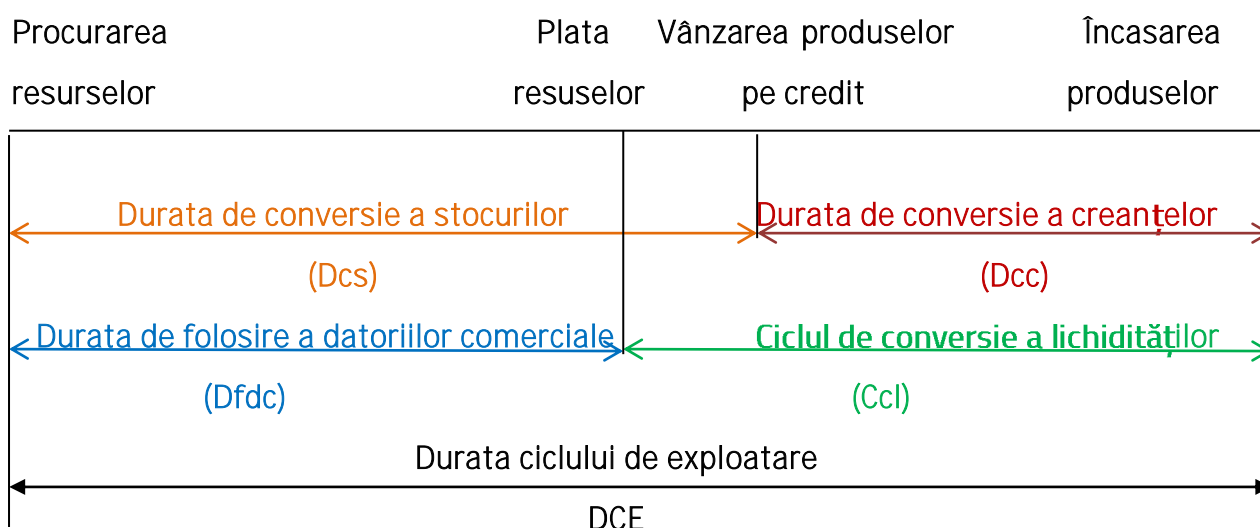 Procurarea Plata Vânzarea produselor Încasarea
resurselor resuselor pe credit produselor
Durata de conversie a stocurilor Durata de conversie a creanțelor
(Dcs) (Dcc)
Durata de folosire a datoriilor comerciale Ciclul de conversie a lichidităților
(Dfdc) (Ccl)
Durata ciclului de exploatare
DCE